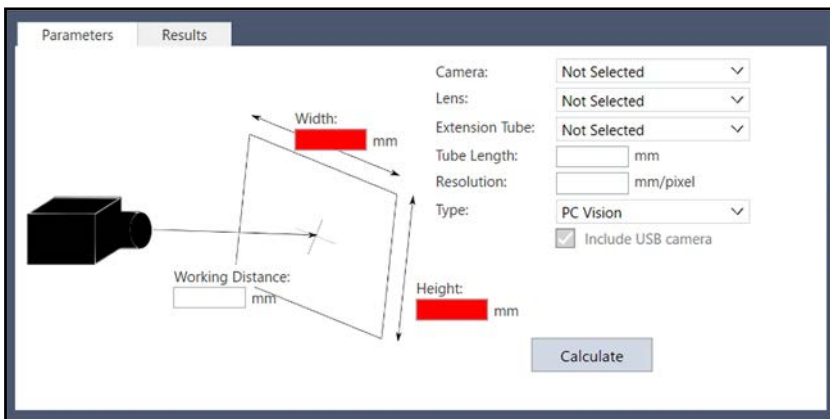 Parameters Results
Camera: Not Selected
Lens: Not Selected
Extension Tube: Not Selected
Tube Length: mm
Resolution: mm/pixel
Type: PC Vision
Include USB camera
Width:
mm
Working Distance:
mm
Height:
mm
Calculate